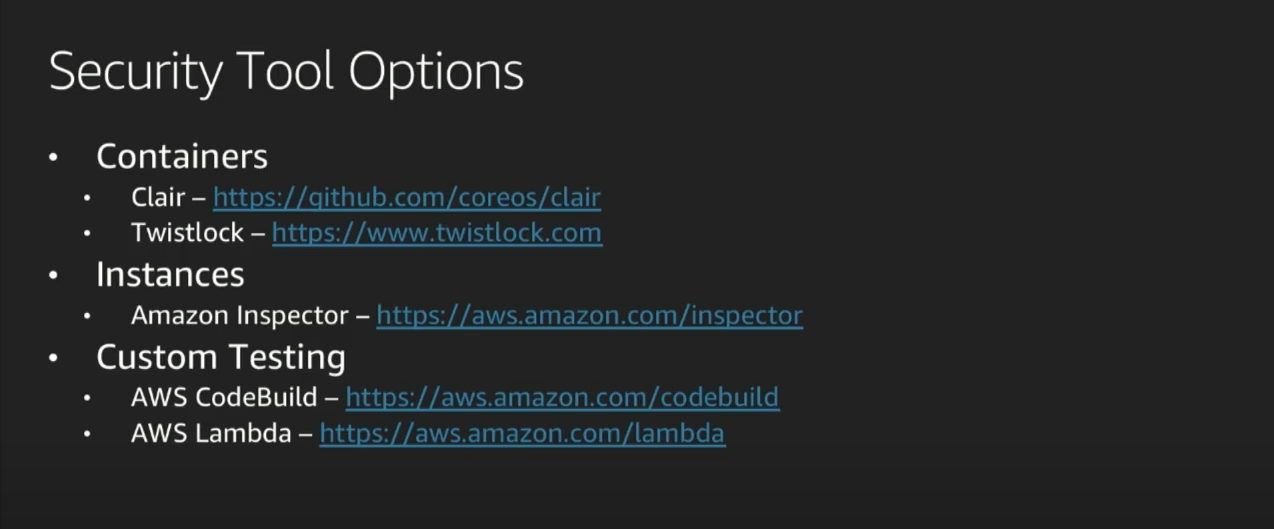 Security Tool Options
• Containers
• Clair – https://github.com/coreos/clair
• Twistlock – https://www.twistlock.com
• Instances
• Amazon Inspector – https://aws.amazon.com/inspector
• Custom Testing
• AWS CodeBuild – https://aws.amazon.com/codebuild
• AWS Lambda – https://aws.amazon.com/lambda